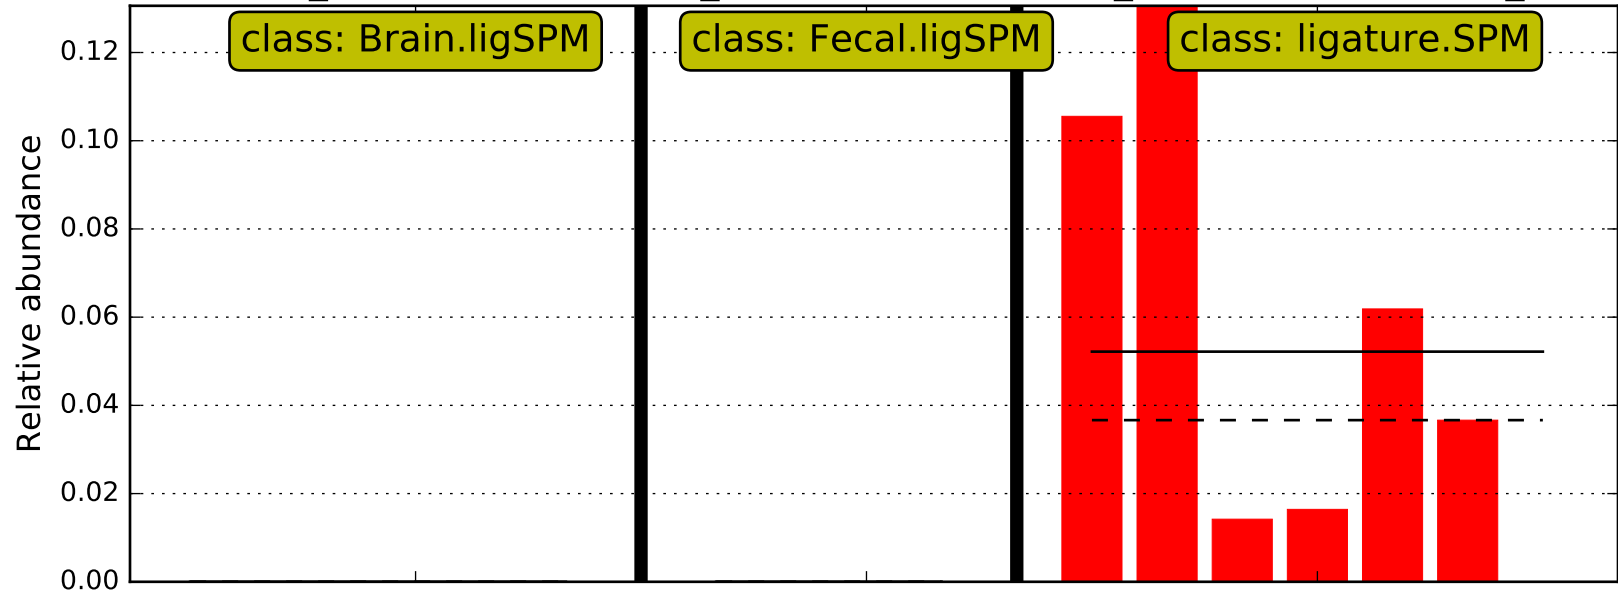 class: Brain.ligSPM
class: Fecal.ligSPM
class: ligature.SPM
Relative abundance
0.12
0.10
0.08
0.06
0.04
0.02
0.00